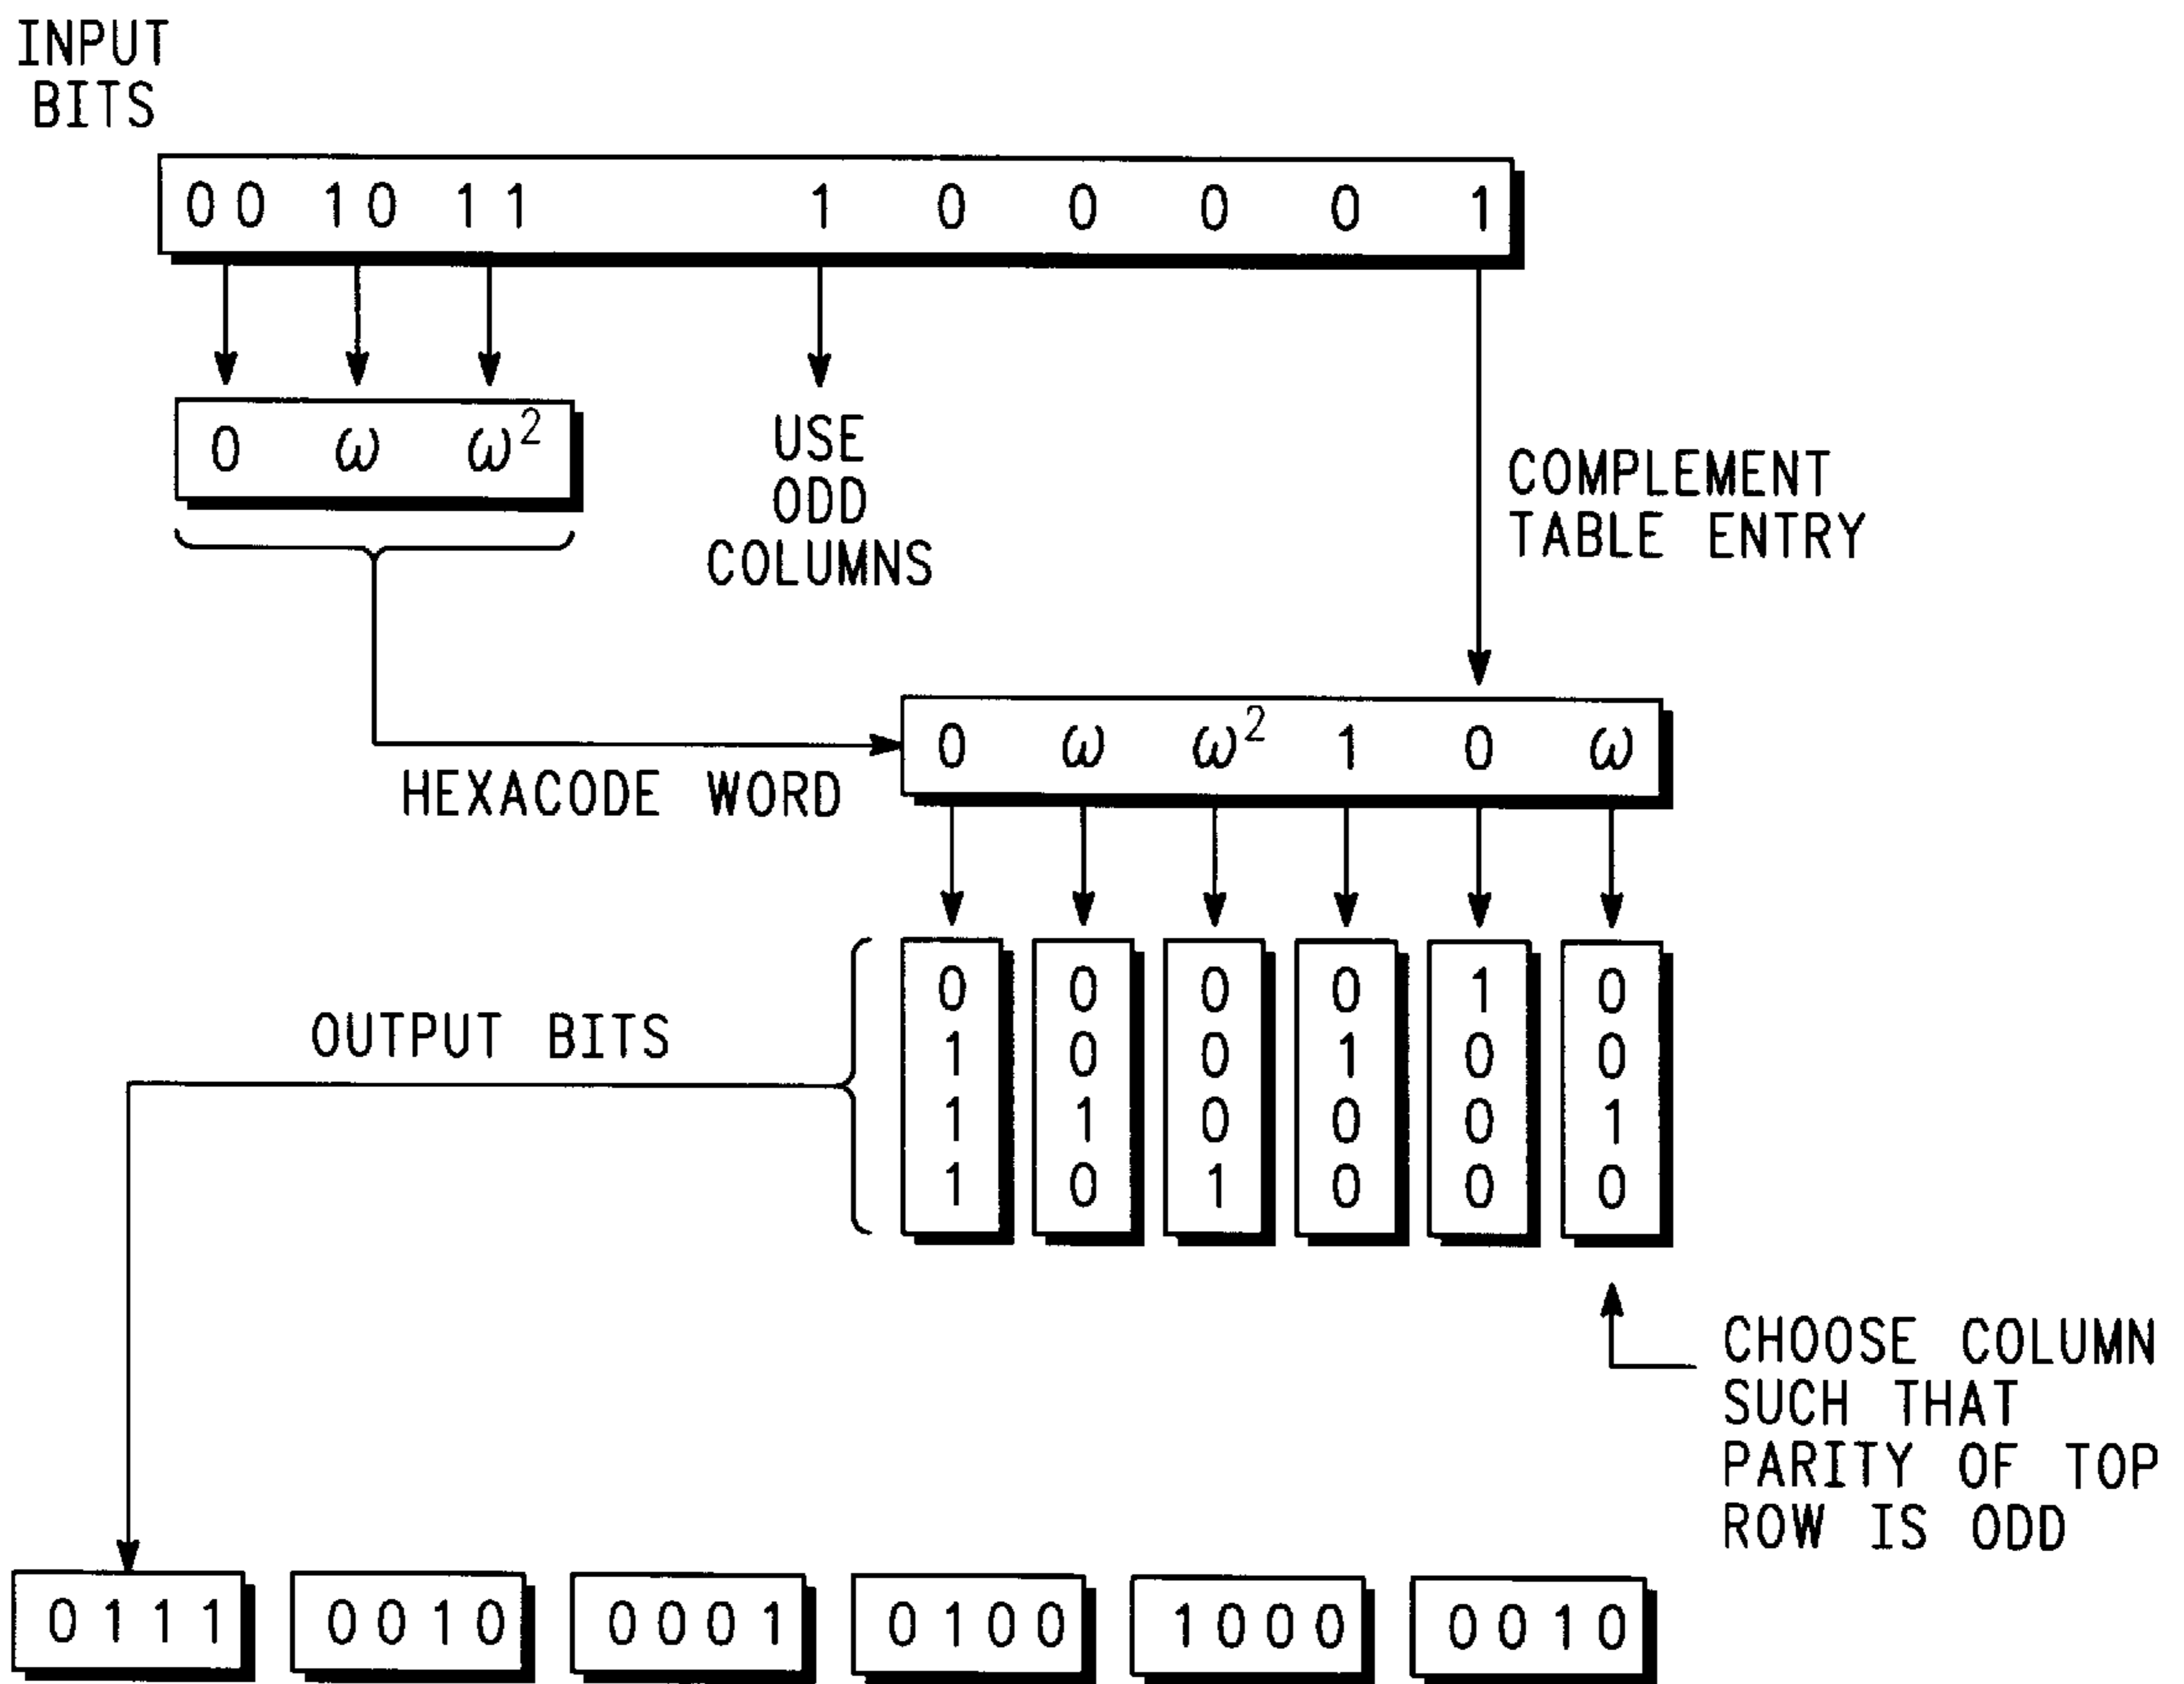 INPUT
BITS
00 10 11 1 0 0 0 0 1
0 ω ω²
USE
ODD
COLUMNS
COMPLEMENT
TABLE ENTRY
0 ω ω² 1 0 ω
HEXACODE WORD
0 0 0 0 1 0
1 0 0 1 0 0
1 1 0 0 0 1
1 0 1 0 0 0
OUTPUT BITS
CHOOSE COLUMN
SUCH THAT
PARITY OF TOP
ROW IS ODD
0111 0010 0001 0100 1000 0010